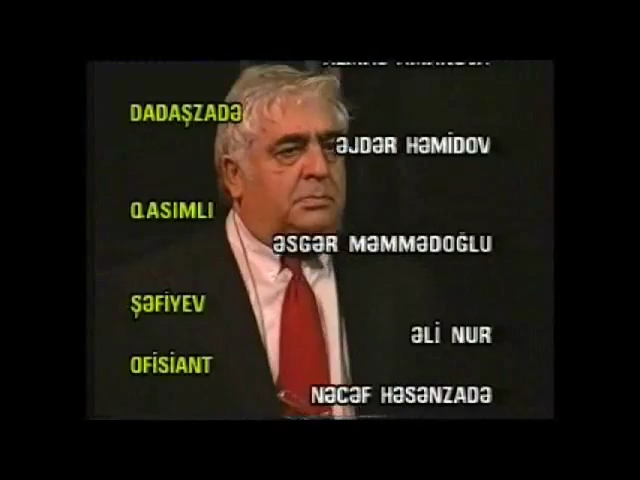 DADAŞZADƏ
ƏJDƏR HƏMİDOV
QASIMLI
ƏSGƏR MƏMMƏDOĞLU
ŞƏFİYEV
ƏLİ NUR
OFİSİANT
NƏCƏF HƏSƏNZADƏ